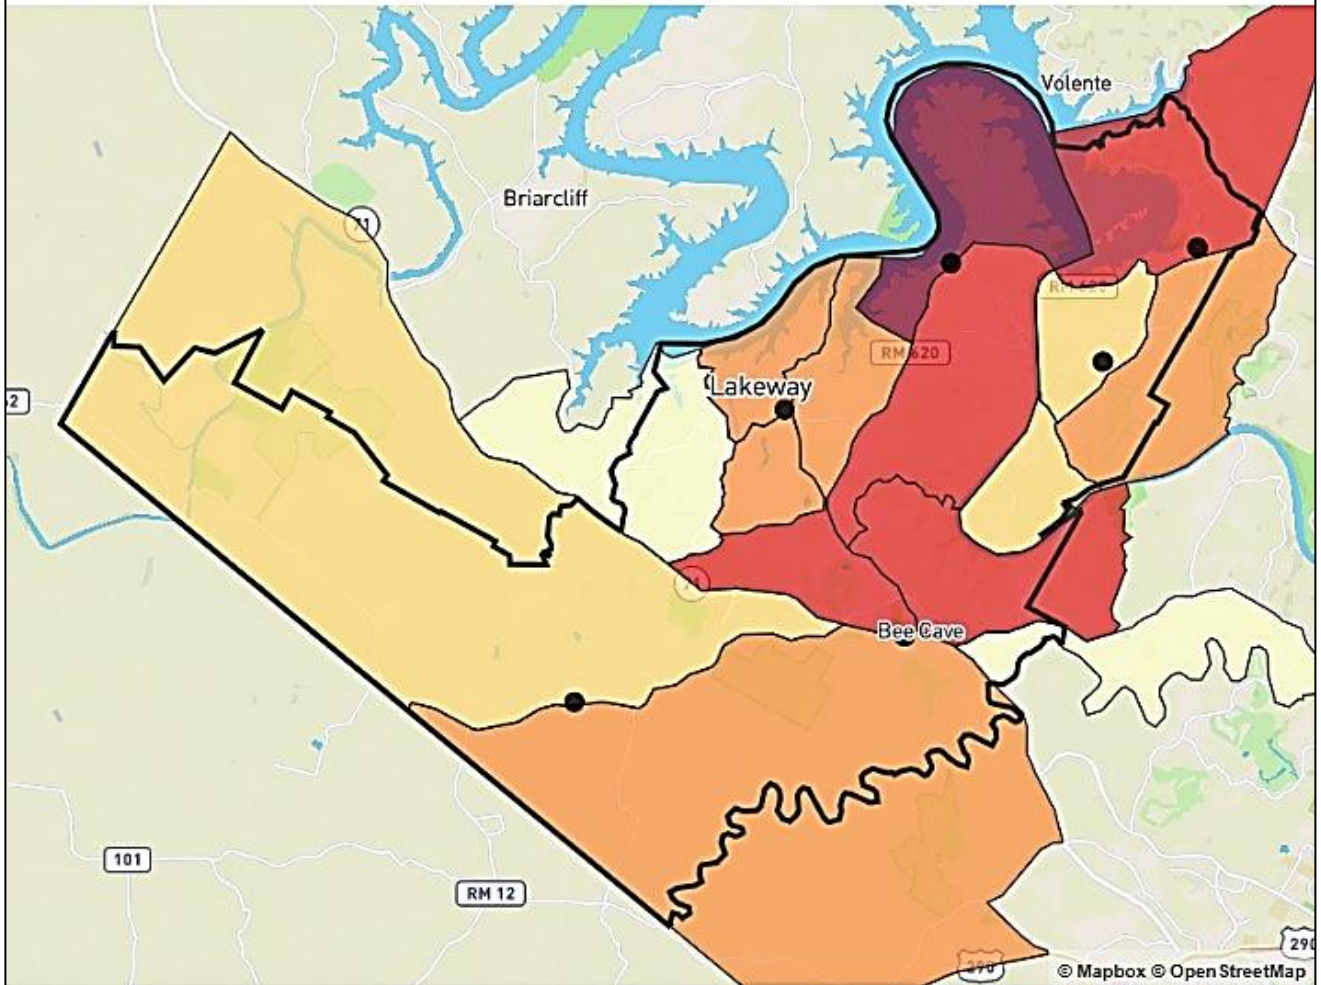 Volente
Briarcliff
71
RM 620
RM 620
Lakeway
71
Bee Cave
101
RM 12
290
290
© Mapbox © OpenStreetMap